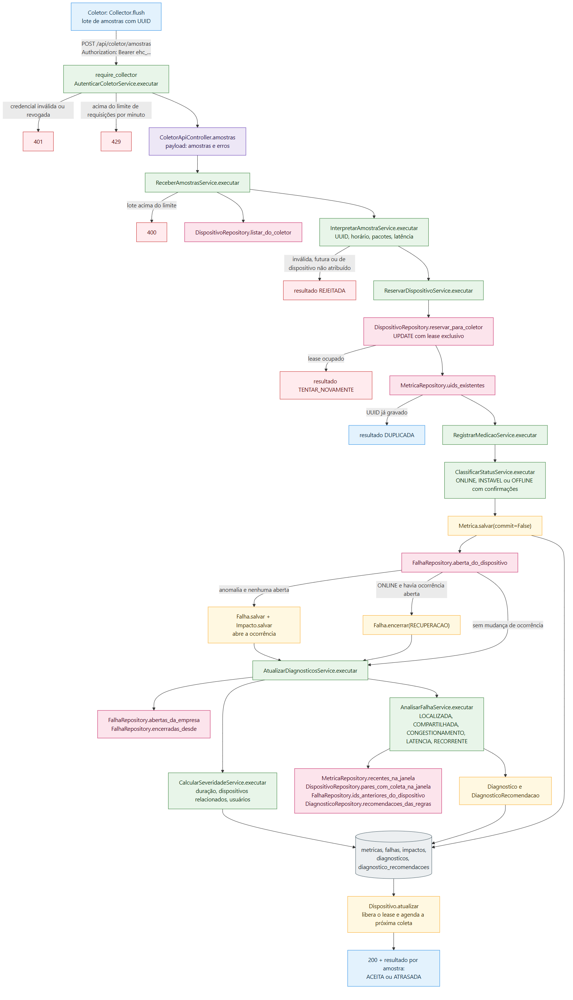 Coletor: Collector.flush
lote de amostras com UUID
POST /api/coletor/amostras
Authorization: Bearer ehc_...
require_collector
AutenticarColetorService.executar
credencial inválida ou
revogada
acima do limite de
requisições por minuto
401
429
ColetorApiController.amostras
payload: amostras e erros
ReceberAmostrasService.executar
lote acima do limite
400
DispositivoRepository.listar_do_coletor
InterpretarAmostraService.executar
UUID, horário, pacotes, latência
inválida, futura ou de
dispositivo não atribuído
resultado REJEITADA
ReservarDispositivoService.executar
DispositivoRepository.reservar_para_coletor
UPDATE com lease exclusivo
lease ocupado
resultado
TENTAR_NOVAMENTE
MetricaRepository.uids_existentes
UUID já gravado
resultado DUPLICADA
RegistrarMedicaoService.executar
ClassificarStatusService.executar
ONLINE, INSTAVEL ou OFFLINE
com confirmações
Metrica.salvar(commit=False)
FalhaRepository.aberta_do_dispositivo
anomalia e nenhuma aberta
ONLINE e havia ocorrência
aberta
sem mudança de ocorrência
Falha.salvar +
Impacto.salvar
abre a ocorrência
Falha.encerrar(RECUPERACAO)
AtualizarDiagnosticosService.executar
FalhaRepository.abertas_da_empresa
FalhaRepository.encerradas_desde
AnalisarFalhaService.executar
LOCALIZADA,
COMPARTILHADA,
CONGESTIONAMENTO,
LATENCIA, RECORRENTE
CalcularSeveridadeService.executar
duração, dispositivos
relacionados, usuários
MetricaRepository.recentes_na_janela
DispositivoRepository.pares_com_coleta_na_janela
FalhaRepository.ids_anteriores_do_dispositivo
DiagnosticoRepository.recomendacoes_das_regras
Diagnostico e
DiagnosticoRecomendacao
metricas, falhas, impactos,
diagnosticos,
diagnostico_recomendacoes
Dispositivo.atualizar
libera o lease e agenda a
próxima coleta
200 + resultado por
amostra:
ACEITA ou ATRASADA